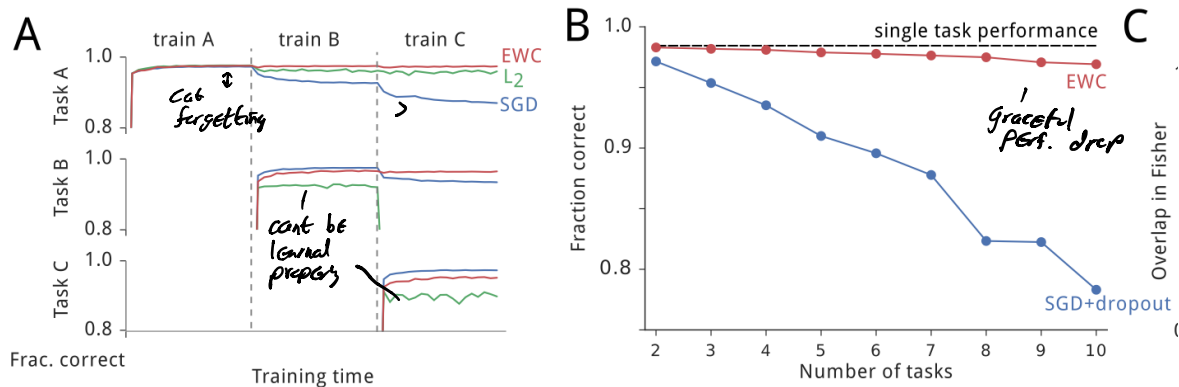 A
train A
train B
train C
Task A
1.0
0.8
EWC
L2
SGD
cat
forgetting
Task B
1.0
0.8
cant be
learned
properly
Task C
1.0
0.8
Frac. correct
Training time
B
Fraction correct
1.0
0.9
0.8
single task performance
EWC
graceful
perf. drop
SGD+dropout
2 3 4 5 6 7 8 9 10
Number of tasks
C
Overlap in Fisher